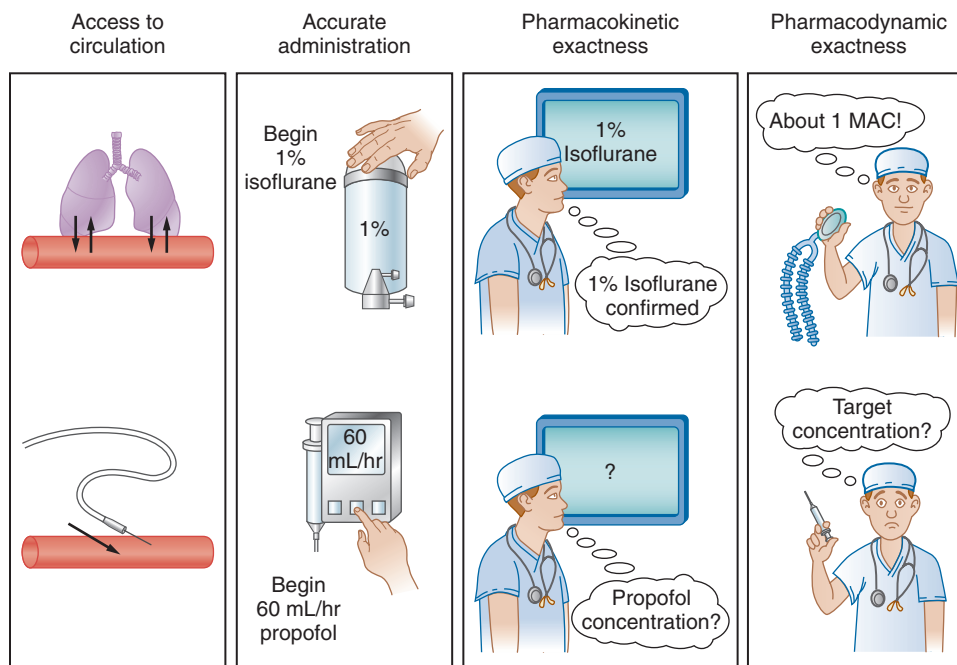 Access to
circulation
Accurate
administration
Pharmacokinetic
exactness
Pharmacodynamic
exactness
Begin
1%
isoflurane
1%
1%
Isoflurane
1% Isoflurane
confirmed
About 1 MAC!
60
mL/hr
Begin
60 mL/hr
propofol
?
Propofol
concentration?
Target
concentration?